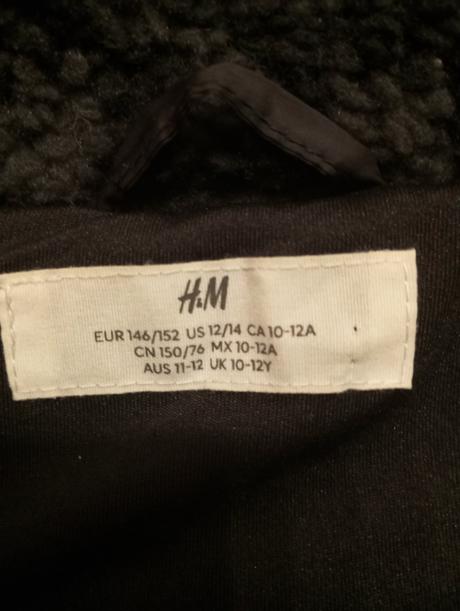 H&M
EUR 146/152 US 12/14 CA 10-12A
CN 150/76 MX 10-12A
AUS 11-12 UK 10-12Y